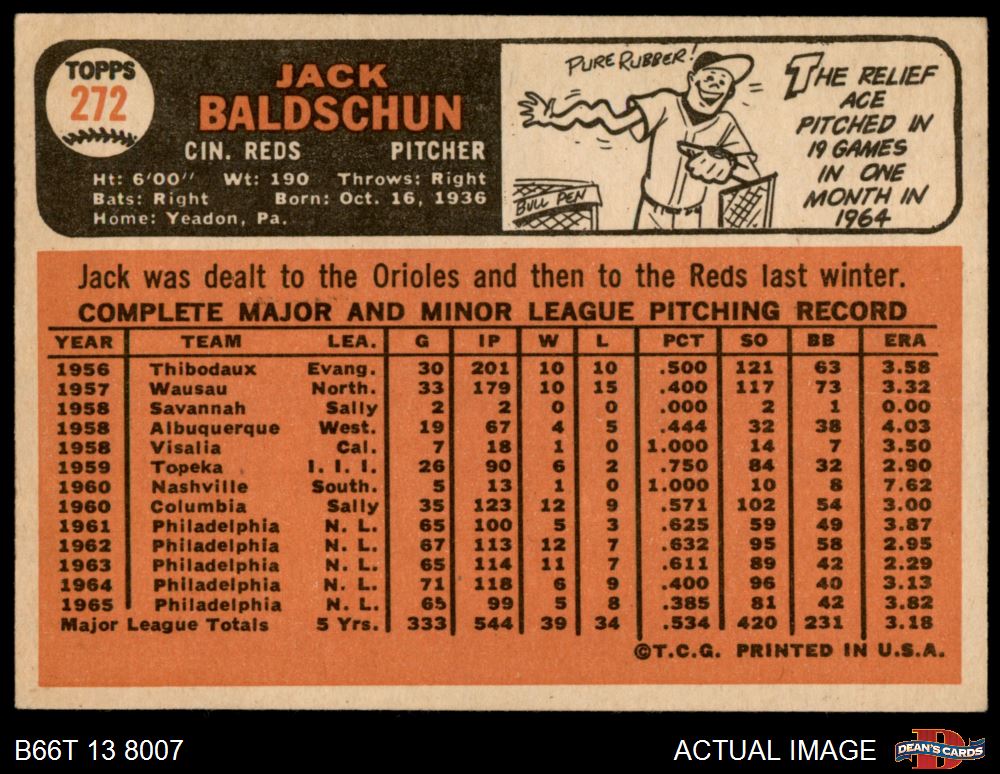 TOPPS
272
JACK
BALDSCHUN
CIN. REDS PITCHER
Ht: 6'00" Wt: 190 Throws: Right
Bats: Right Born: Oct. 16, 1936
Home: Yeadon, Pa.
PURE RUBBER!
BULL PEN
THE RELIEF
ACE
PITCHED IN
19 GAMES
IN ONE
MONTH IN
1964
Jack was dealt to the Orioles and then to the Reds last winter.
COMPLETE MAJOR AND MINOR LEAGUE PITCHING RECORD
YEAR TEAM LEA. G IP W L PCT SO BB ERA
1956 Thibodaux Evang. 30 201 10 10 .500 121 63 3.58
1957 Wausau North. 33 179 10 15 .400 117 73 3.32
1958 Savannah Sally 2 2 0 0 .000 2 1 0.00
1958 Albuquerque West. 19 67 4 5 .444 32 38 4.03
1958 Visalia Cal. 7 18 1 0 1.000 14 7 3.50
1959 Topeka I. I. I. 26 90 6 2 .750 84 32 2.90
1960 Nashville South. 5 13 1 0 1.000 10 8 7.62
1960 Columbia Sally 35 123 12 9 .571 102 54 3.00
1961 Philadelphia N. L. 65 100 5 3 .625 59 49 3.87
1962 Philadelphia N. L. 67 113 12 7 .632 95 58 2.95
1963 Philadelphia N. L. 65 114 11 7 .611 89 42 2.29
1964 Philadelphia N. L. 71 118 6 9 .400 96 40 3.13
1965 Philadelphia N. L. 65 99 5 8 .385 81 42 3.82
Major League Totals 5 Yrs. 333 544 39 34 .534 420 231 3.18
©T.C.G. PRINTED IN U.S.A.
B66T 13 8007 ACTUAL IMAGE DEAN'S CARDS